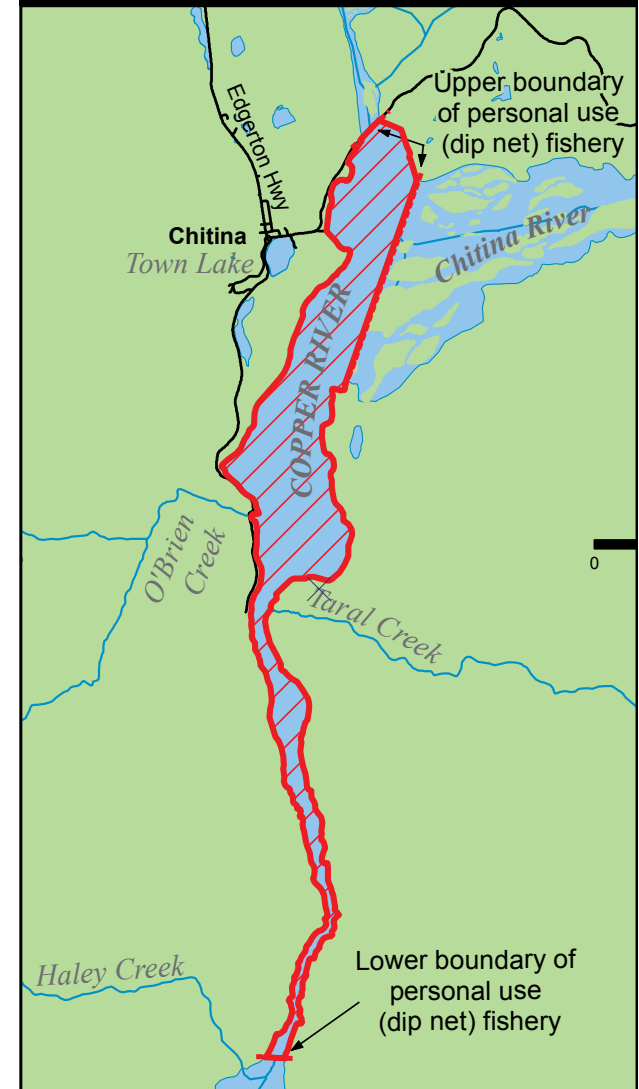 Upper boundary
of personal use
(dip net) fishery
Edgerton Hwy
Chitina
Town Lake
Chitina River
COPPER RIVER
O'Brien
Creek
0
Taral Creek
Haley Creek
Lower boundary of
personal use
(dip net) fishery